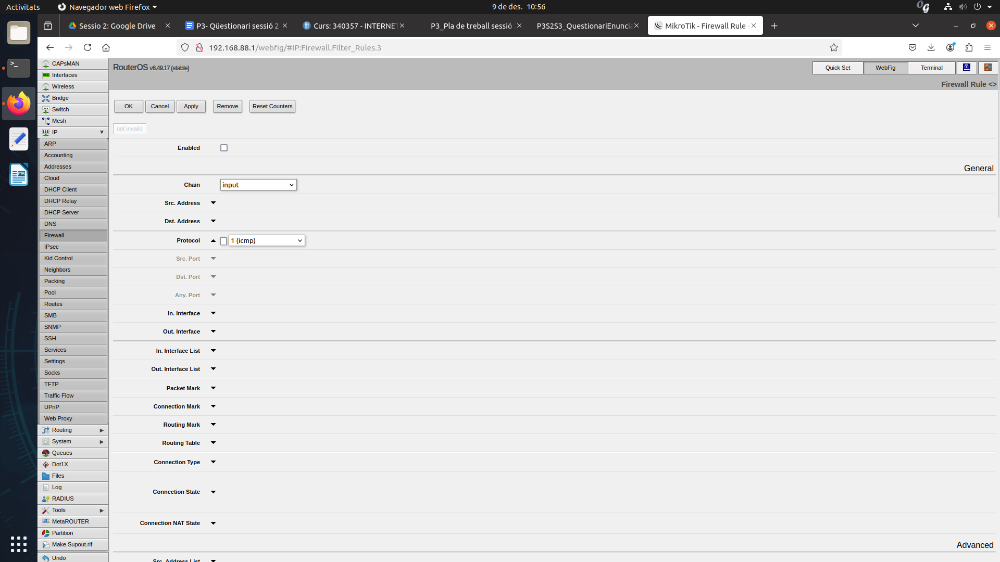 Activitats
Navegador web Firefox
9 de des. 10:56
Sessio 2: Google Drive
P3- Qüestionari sessió 2
Curs: 340357 - INTERNET
P3_Pla de treball sessió
P3S2S3_QuestionariEnuncia
MikroTik - Firewall Rule
192.168.88.1/webfig/#IP:Firewall.Filter_Rules.3
CAPsMAN
Interfaces
Wireless
Bridge
Switch
Mesh
IP
ARP
Accounting
Addresses
Cloud
DHCP Client
DHCP Relay
DHCP Server
DNS
Firewall
IPsec
Kid Control
Neighbors
Packing
Pool
Routes
SMB
SNMP
SSH
Services
Settings
Socks
TFTP
Traffic Flow
UPnP
Web Proxy
Routing
System
Queues
Dot1X
Files
Log
RADIUS
Tools
MetaROUTER
Partition
Make Supout.rif
Undo
RouterOS v6.49.17 (stable)
Quick Set
WebFig
Terminal
Firewall Rule <>
OK
Cancel
Apply
Remove
Reset Counters
not invalid
Enabled
General
Chain input
Src. Address
Dst. Address
Protocol 1 (icmp)
Src. Port
Dst. Port
Any. Port
In. Interface
Out. Interface
In. Interface List
Out. Interface List
Packet Mark
Connection Mark
Routing Mark
Routing Table
Connection Type
Connection State
Connection NAT State
Advanced
Src. Address List